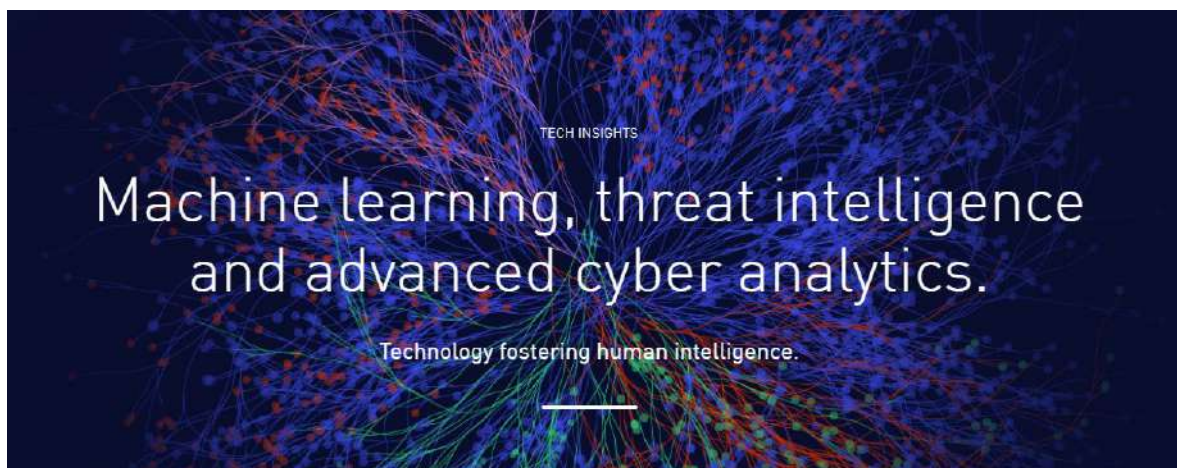 TECH INSIGHTS
Machine learning, threat intelligence
and advanced cyber analytics.
Technology fostering human intelligence.